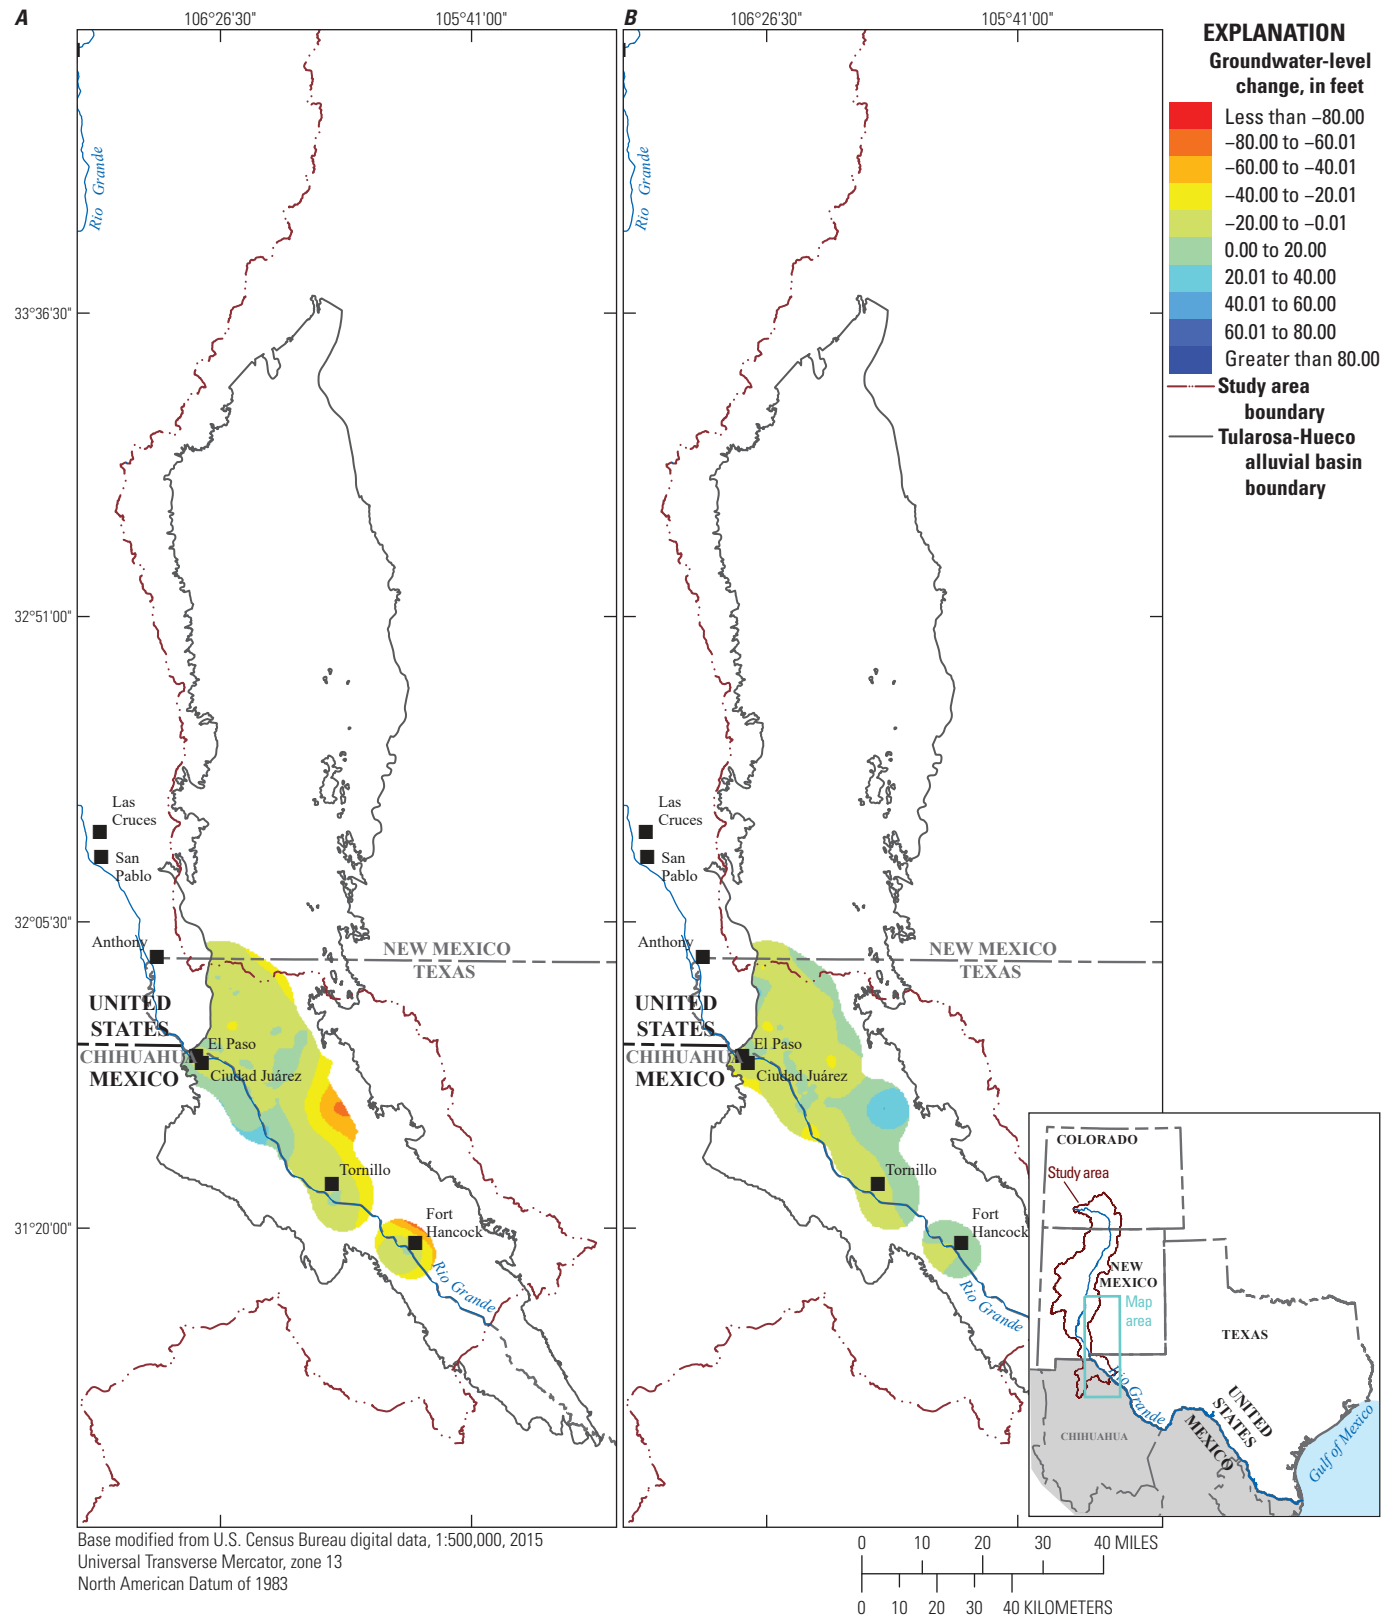 A
106°26'30"
105°41'00"
B
106°26'30"
105°41'00"
EXPLANATION
Groundwater-level
change, in feet
Less than −80.00
−80.00 to −60.01
−60.00 to −40.01
−40.00 to −20.01
−20.00 to −0.01
0.00 to 20.00
20.01 to 40.00
40.01 to 60.00
60.01 to 80.00
Greater than 80.00
Study area
boundary
Tularosa-Hueco
alluvial basin
boundary
33°36'30"
32°51'00"
32°05'30"
31°20'00"
Rio Grande
Las
Cruces
San
Pablo
Anthony
NEW MEXICO
TEXAS
UNITED
STATES
CHIHUAHU
MEXICO
El Paso
Ciudad Juárez
Tornillo
Fort
Hancock
Rio Grande
Rio Grande
Las
Cruces
San
Pablo
Anthony
NEW MEXICO
TEXAS
UNITED
STATES
CHIHUAHUA
MEXICO
El Paso
Ciudad Juárez
Tornillo
Fort
Hancock
Rio Grande
COLORADO
Study area
NEW
MEXICO
Map
area
TEXAS
Rio Grande
UNITED
STATES
MEXICO
CHIHUAHUA
Gulf of Mexico
Base modified from U.S. Census Bureau digital data, 1:500,000, 2015
Universal Transverse Mercator, zone 13
North American Datum of 1983
0 10 20 30 40 MILES
0 10 20 30 40 KILOMETERS